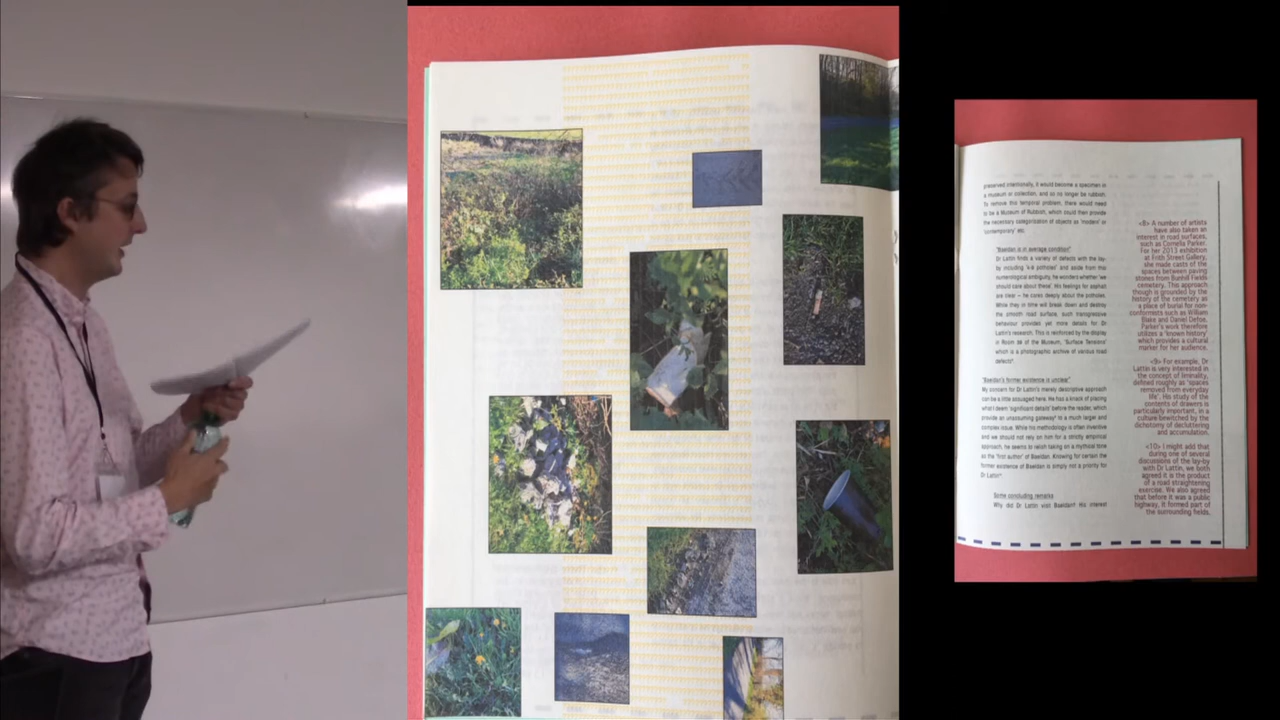 preserved intentionally, it would become a specimen in
a museum or collection, and so no longer be rubbish.
To remove this temporal problem, there would need
to be a Museum of Rubbish, which could then provide
the necessary categorization of objects as 'modern' or
'contemporary' etc.
"Baeldan is in average condition"
Dr Lattin finds a variety of defects with the lay-
by including 'k-b potholes' and aside from this
numerological ambiguity, he wonders whether 'we
should care about these'. His feelings for asphalt
are clear – he cares deeply about the potholes.
While they in time will break down and destroy
the smooth road surface, such transgressive
behaviour provides yet more details for Dr
Lattin's research. This is reinforced by the display
in Room of the Museum, 'Surface Tensions'
which is a photographic archive of various road
defects
"Baeldan's former existence is unclear"
My concern for Dr Lattin's merely descriptive approach
can be a little assuaged here. He has a knack of placing
what I deem 'significant details' before the reader, which
provide an unassuming gateway to a much larger and
complex issue. While his methodology is often inventive
and we should not rely on him for a strictly empirical
approach, he seems to relish taking on a mythical tone
as the 'first author' of Baeldan. Knowing for certain the
former existence of Baeldan is simply not a priority for
Dr Lattin
Some concluding remarks
Why did Dr Lattin visit Baeldan? His interest
<8> A number of artists
have also taken an
interest in road surfaces,
such as Cornelia Parker.
For her 2013 exhibition
at Frith Street Gallery,
she made casts of the
spaces between paving
stones from Bunhill Fields
cemetery. This approach
though is grounded by the
history of the cemetery as
a place of burial for non-
conformists such as William
Blake and Daniel Defoe.
Parker's work therefore
utilizes a 'known history'
which provides a cultural
marker for her audience.
<9> For example, Dr
Lattin is very interested in
the concept of liminality,
defined roughly as 'spaces
removed from everyday
life'. His study of the
contents of drawers is
particularly important, in a
culture bewitched by the
dichotomy of decluttering
and accumulation.
<10> I might add that
during one of several
discussions of the lay-by
with Dr Lattin, we both
agreed it is the product
of a road straightening
exercise. We also agreed
that before it was a public
highway, it formed part of
the surrounding fields.